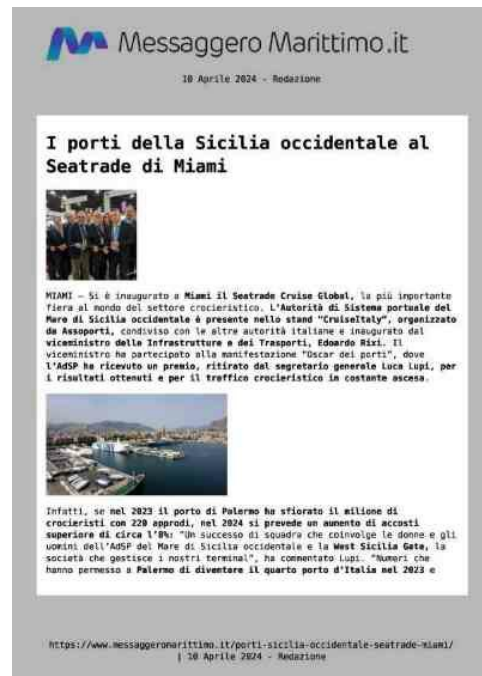 Messaggero Marittimo.it
10 Aprile 2024 - Redazione
I porti della Sicilia occidentale al
Seatrade di Miami
MIAMI – Si è inaugurato a Miami il Seatrade Cruise Global, la più importante
fiera al mondo del settore crocieristico. L'Autorità di Sistema portuale del
Mare di Sicilia occidentale è presente nello stand "CruiseItaly", organizzato
da Assoporti, condiviso con le altre autorità italiane e inaugurato dal
viceministro delle Infrastrutture e dei Trasporti, Edoardo Rixi. Il
viceministro ha partecipato alla manifestazione "Oscar dei porti", dove
l'AdSP ha ricevuto un premio, ritirato dal segretario generale Luca Lupi, per
i risultati ottenuti e per il traffico crocieristico in costante ascesa.
Infatti, se nel 2023 il porto di Palermo ha sfiorato il milione di
crocieristi con 220 approdi, nel 2024 si prevede un aumento di accosti
superiore di circa l'8%: "Un successo di squadra che coinvolge le donne e gli
uomini dell'AdSP del Mare di Sicilia occidentale e la West Sicily Gate, la
società che gestisce i nostri terminal", ha commentato Lupi. "Numeri che
hanno permesso a Palermo di diventare il quarto porto d'Italia nel 2023 e
https://www.messaggeromarittimo.it/porti-sicilia-occidentale-seatrade-miami/
| 10 Aprile 2024 - Redazione